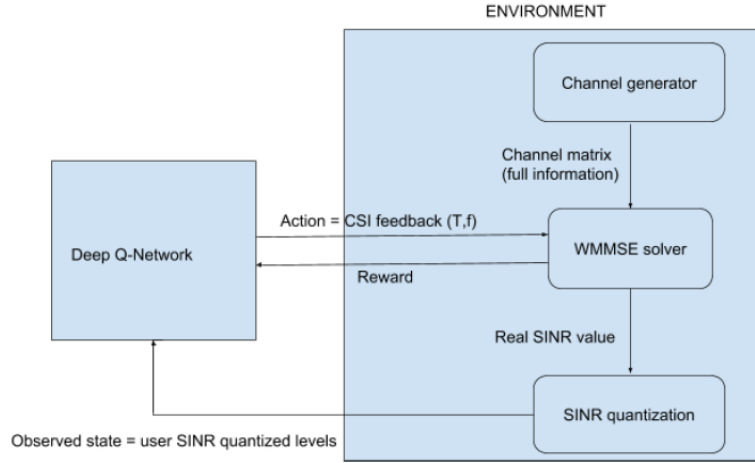 ENVIRONMENT
Channel generator
Channel matrix
(full information)
Action = CSI feedback (T,f)
Deep Q-Network
WMMSE solver
Reward
Real SINR value
SINR quantization
Observed state = user SINR quantized levels